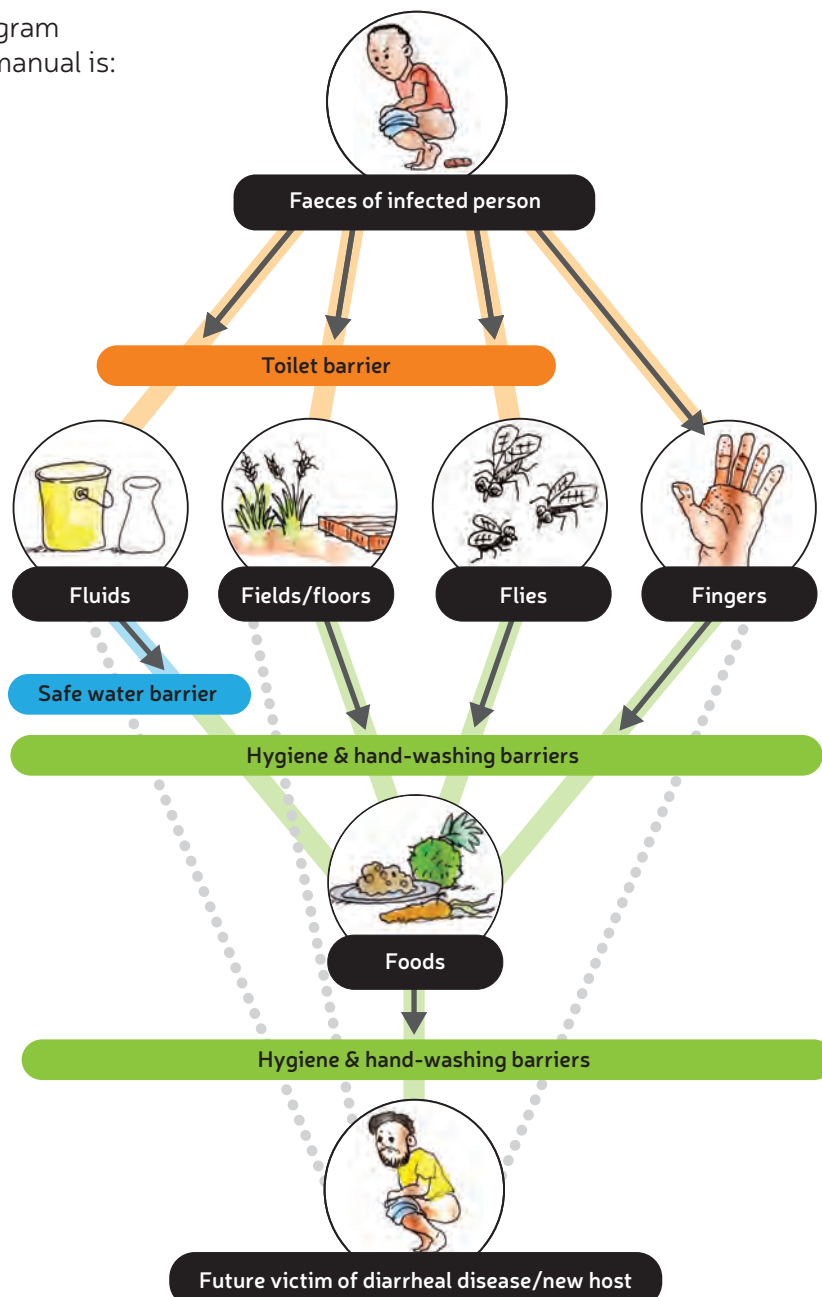 gram
manual is:
Faeces of infected person
Toilet barrier
Fluids
Fields/floors
Flies
Fingers
Safe water barrier
Hygiene & hand-washing barriers
Foods
Hygiene & hand-washing barriers
Future victim of diarrheal disease/new host